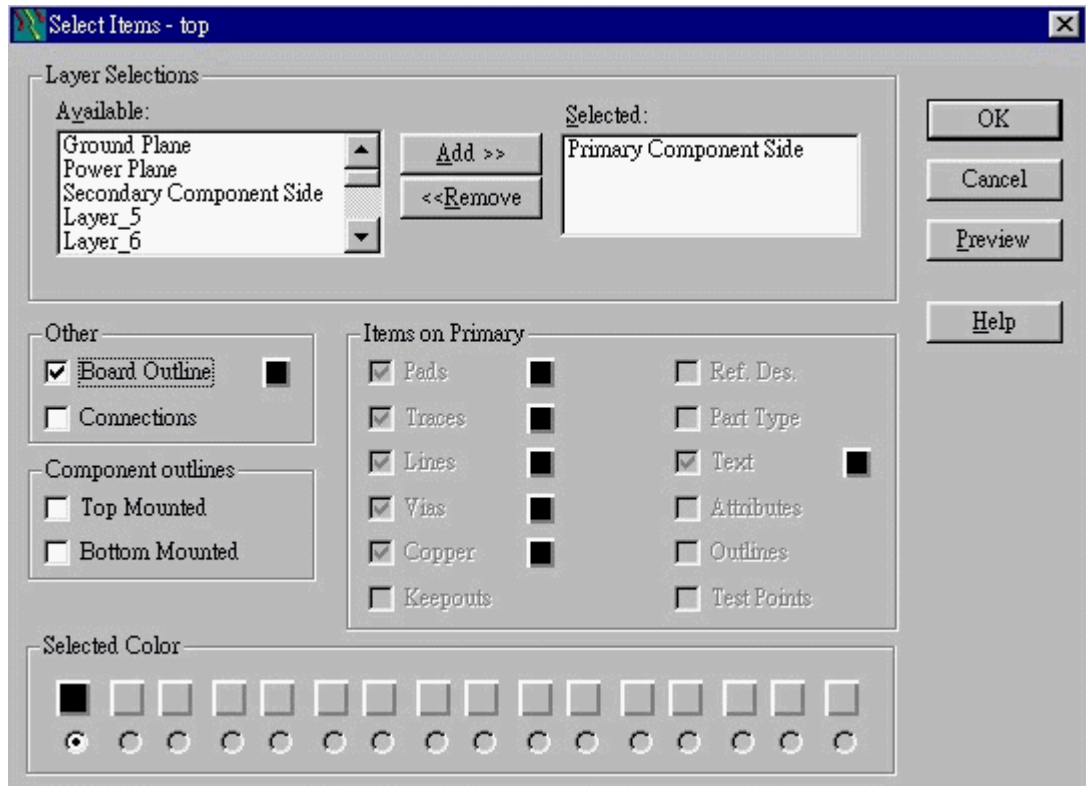 Select Items - top
Layer Selections
Available:
Ground Plane
Power Plane
Secondary Component Side
Layer_5
Layer_6
Add >>
<<Remove
Selected:
Primary Component Side
OK
Cancel
Preview
Help
Other
Board Outline
Connections
Component outlines
Top Mounted
Bottom Mounted
Items on Primary
Pads
Traces
Lines
Vias
Copper
Keepouts
Ref. Des.
Part Type
Text
Attributes
Outlines
Test Points
Selected Color